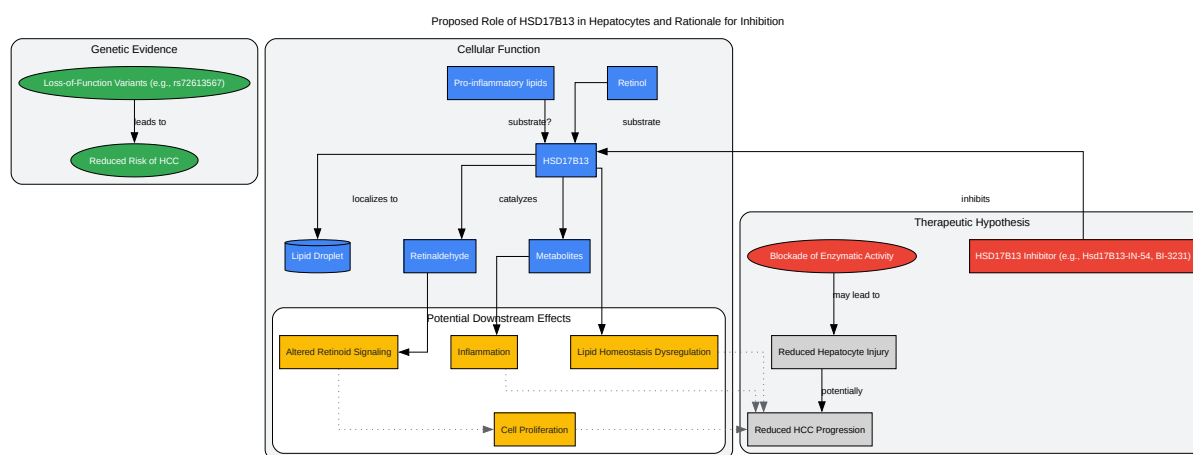 Proposed Role of HSD17B13 in Hepatocytes and Rationale for Inhibition
Genetic Evidence
Loss-of-Function Variants (e.g., rs72613567)
leads to
Reduced Risk of HCC
Cellular Function
Pro-inflammatory lipids
Retinol
substrate?
substrate
HSD17B13
localizes to
catalyzes
Lipid Droplet
Retinaldehyde
Metabolites
Potential Downstream Effects
Altered Retinoid Signaling
Inflammation
Lipid Homeostasis Dysregulation
Cell Proliferation
inhibits
Therapeutic Hypothesis
Blockade of Enzymatic Activity
HSD17B13 Inhibitor (e.g., Hsd17B13-IN-54, BI-3231)
may lead to
Reduced Hepatocyte Injury
potentially
Reduced HCC Progression